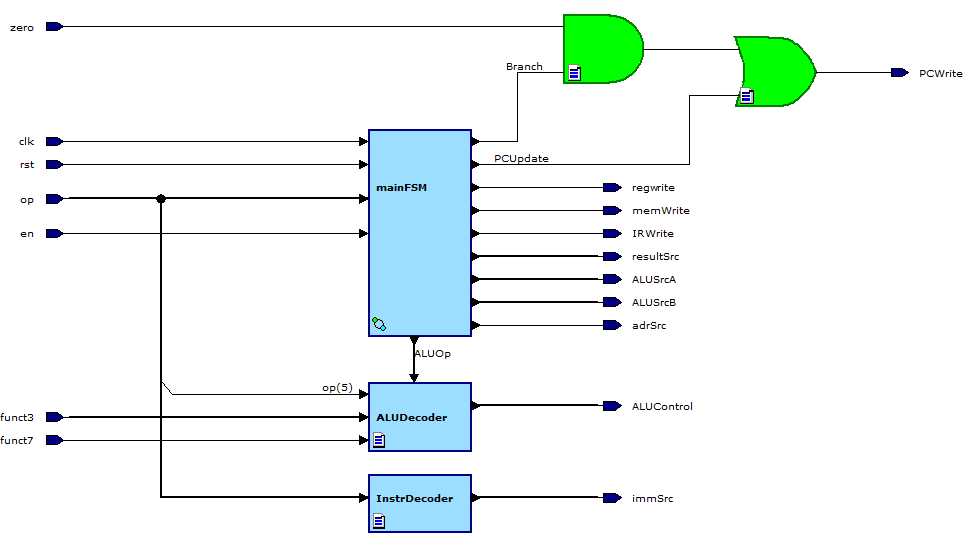 zero
Branch
PCWrite
clk
PCUpdate
rst
mainFSM
regwrite
op
memWrite
en
IRWrite
resultSrc
ALUSrcA
ALUSrcB
adrSrc
ALUOp
op(5)
ALUControl
funct3
ALUDecoder
funct7
InstrDecoder
immSrc